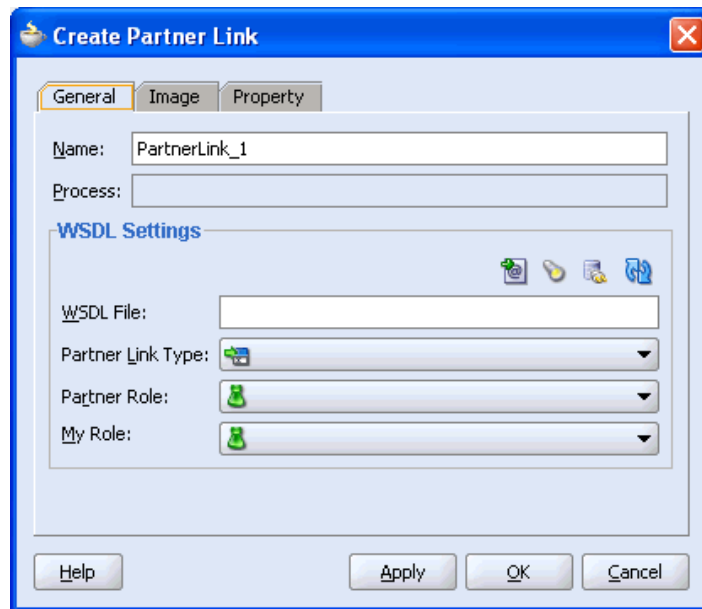 Create Partner Link
General Image Property
Name: PartnerLink_1
Process:
WSDL Settings
WSDL File:
Partner Link Type:
Partner Role:
My Role:
Help Apply OK Cancel